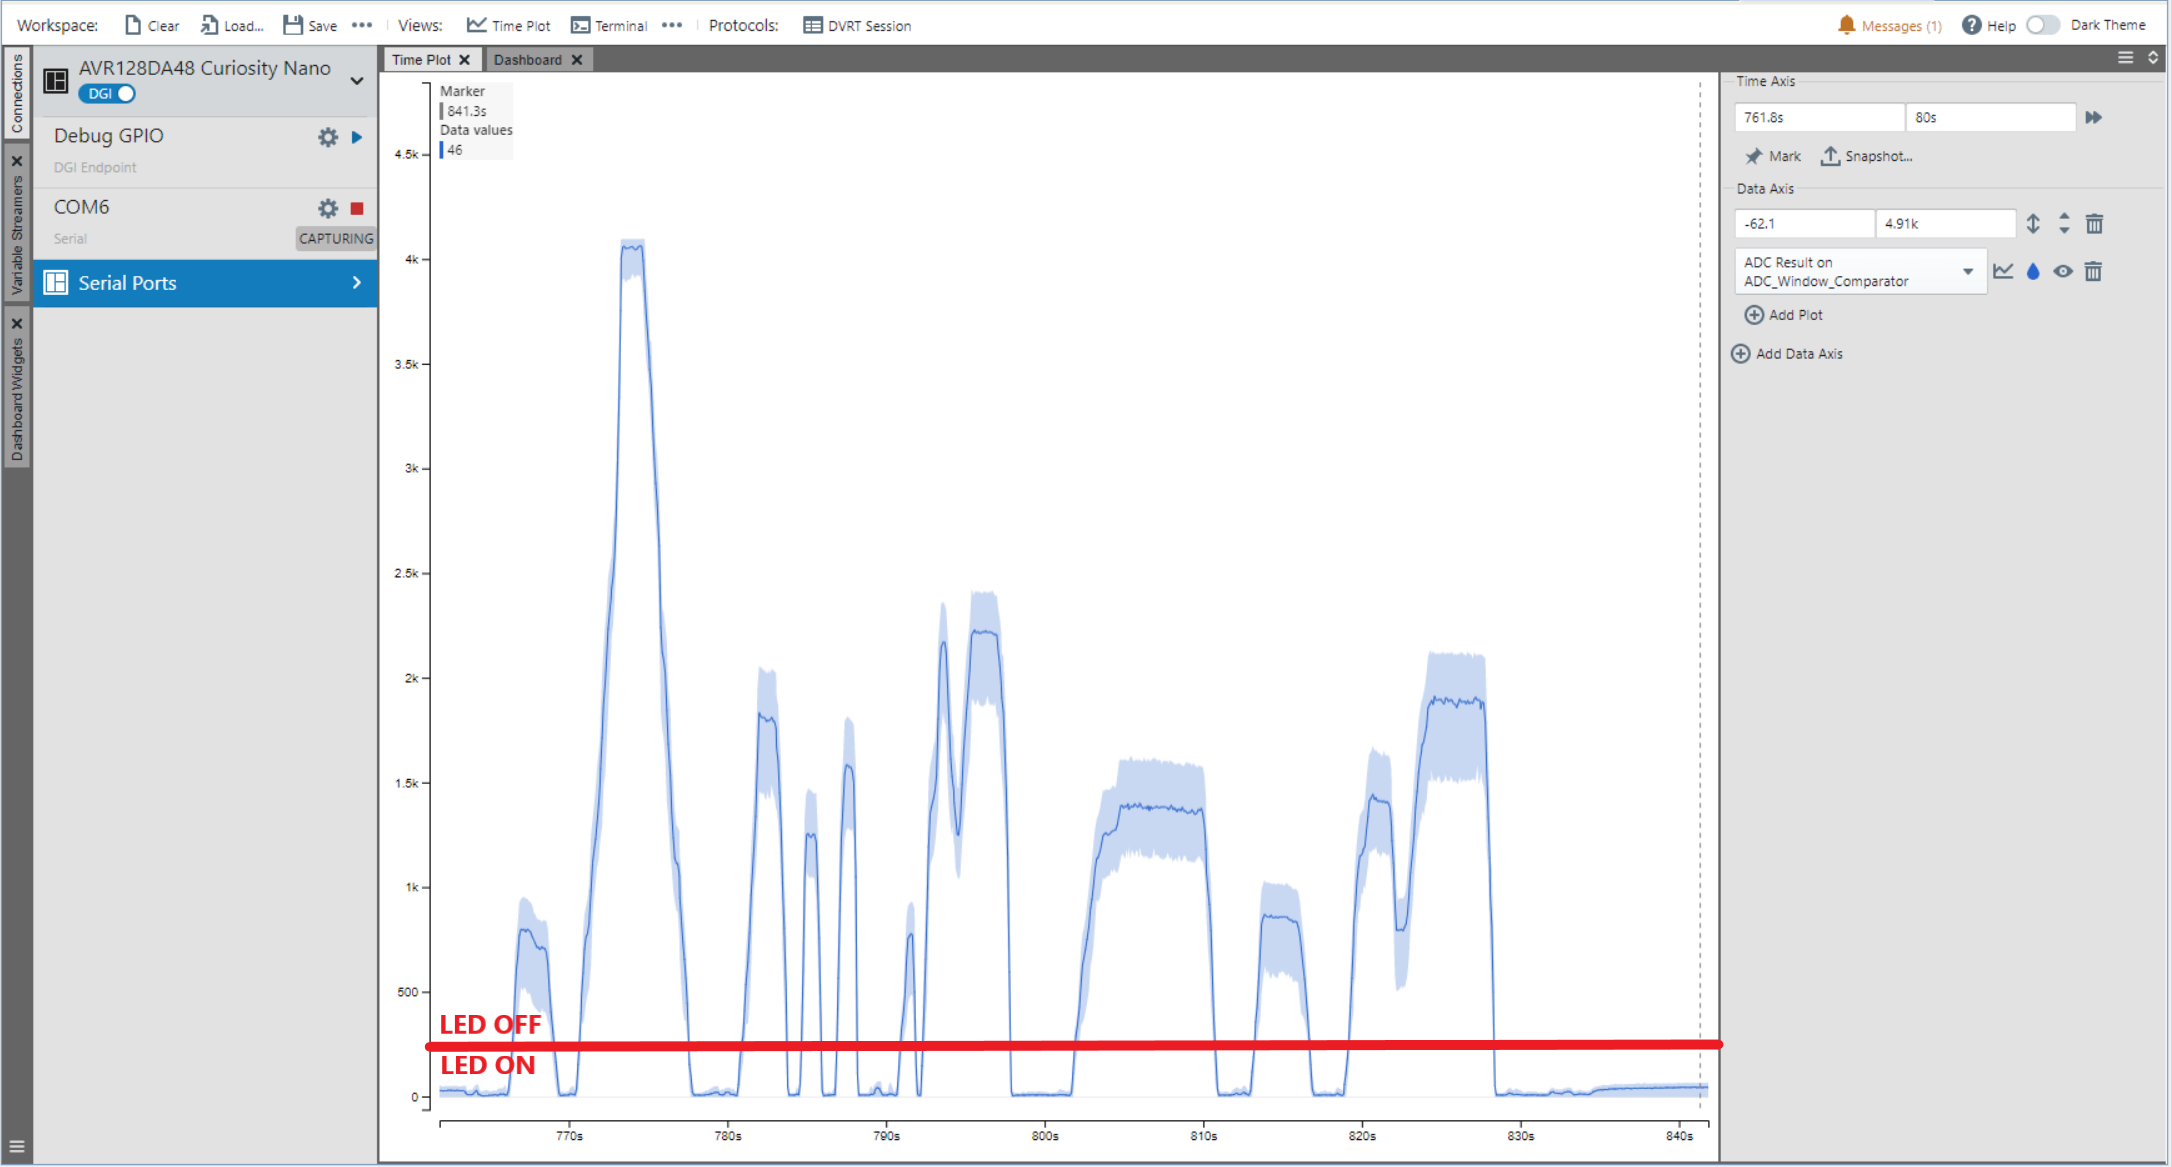 Workspace: Clear Load... Save Views: Time Plot Terminal Protocols: DVRT Session Messages (1) Help Dark Theme
Connections
Variable Streamers
Dashboard Widgets
AVR128DA48 Curiosity Nano
DGI
Debug GPIO
DGI Endpoint
COM6
Serial CAPTURING
Serial Ports
Time Plot Dashboard
Marker
841.3s
Data values
46
4.5k
4k
3.5k
3k
2.5k
2k
1.5k
1k
500
LED OFF
LED ON
0
770s 780s 790s 800s 810s 820s 830s 840s
Time Axis
761.8s 80s
Mark Snapshot...
Data Axis
-62.1 4.91k
ADC Result on
ADC_Window_Comparator
Add Plot
Add Data Axis